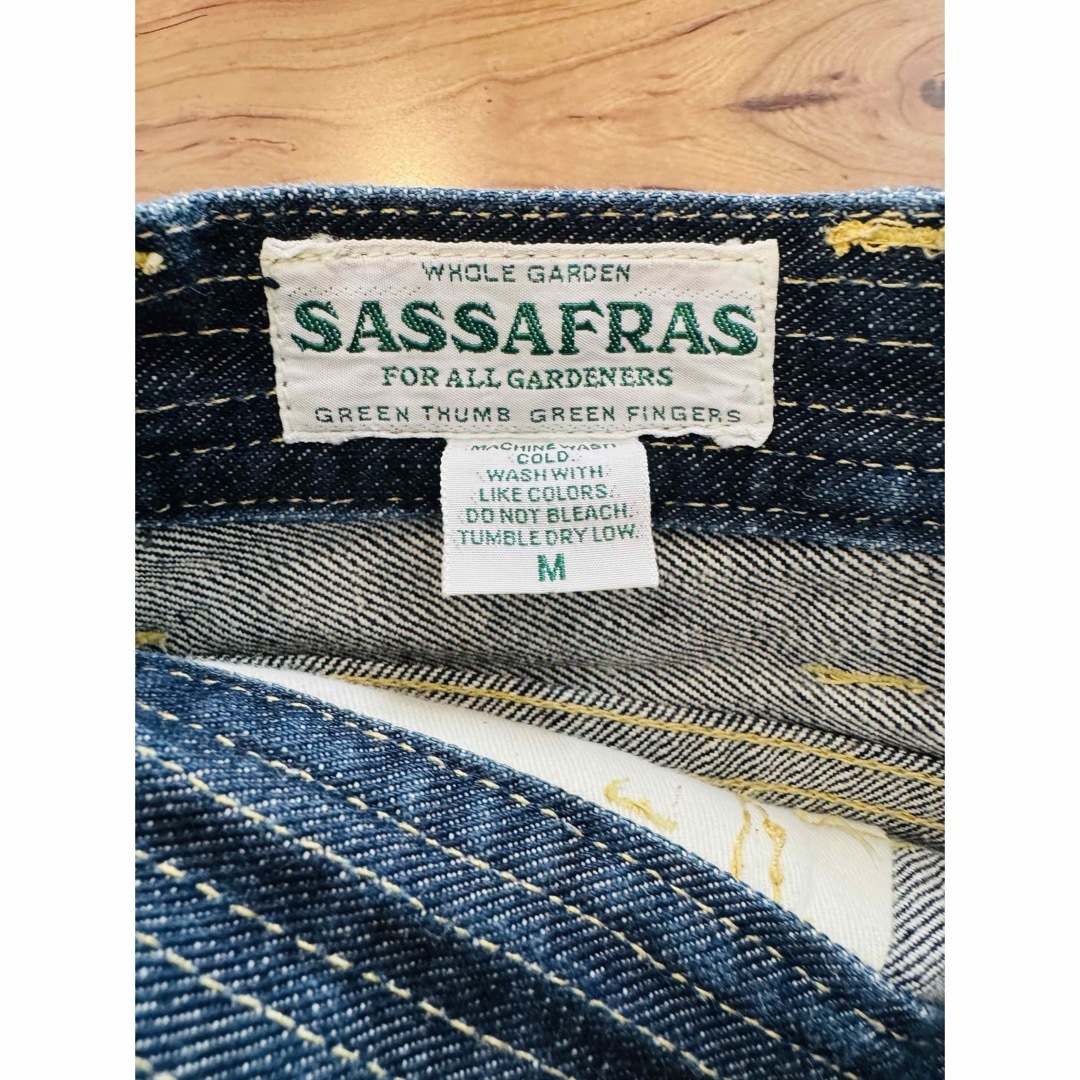 WHOLE GARDEN
SASSAFRAS
FOR ALL GARDENERS
GREEN THUMB GREEN FINGERS
MACHINE WASH
COLD.
WASH WITH
LIKE COLORS.
DO NOT BLEACH.
TUMBLE DRY LOW.
M